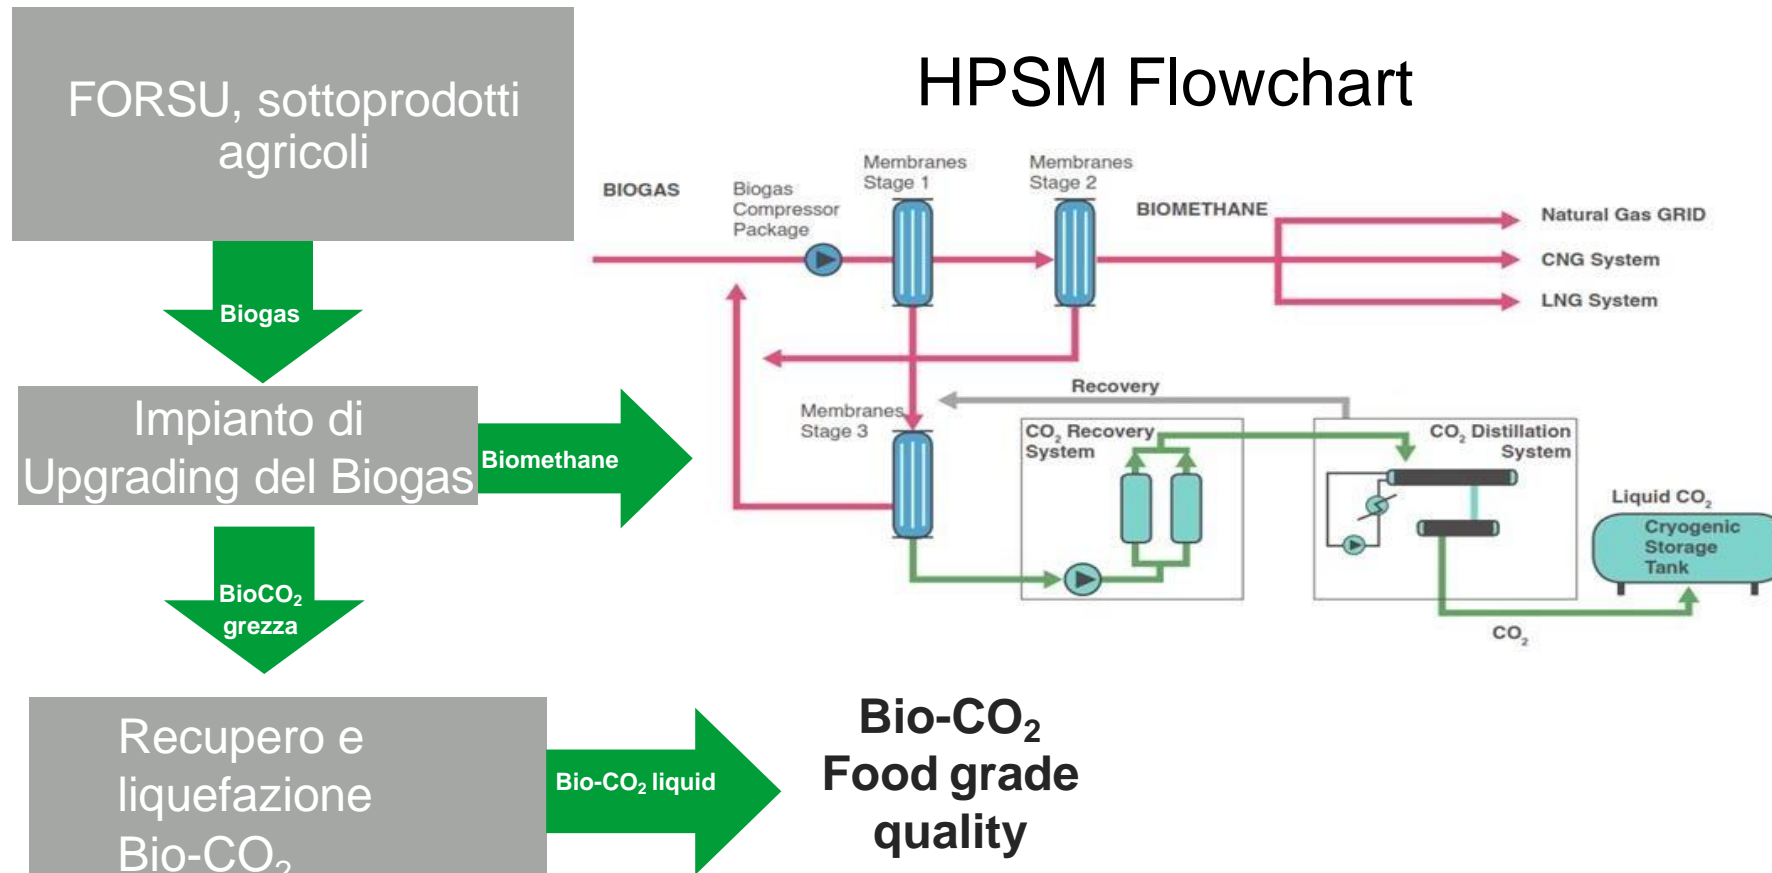 FORSU, sottoprodotti
agricoli
Biogas
Impianto di
Upgrading del Biogas
Biomethane
BioCO₂
grezza
Recupero e
liquefazione
Bio-CO₂
Bio-CO₂ liquid
Bio-CO₂
Food grade
quality
HPSM Flowchart
BIOGAS
Biogas
Compressor
Package
Membranes
Stage 1
Membranes
Stage 2
BIOMETHANE
Natural Gas GRID
CNG System
LNG System
Recovery
Membranes
Stage 3
CO₂ Recovery
System
CO₂ Distillation
System
Liquid CO₂
Cryogenic
Storage
Tank
CO₂